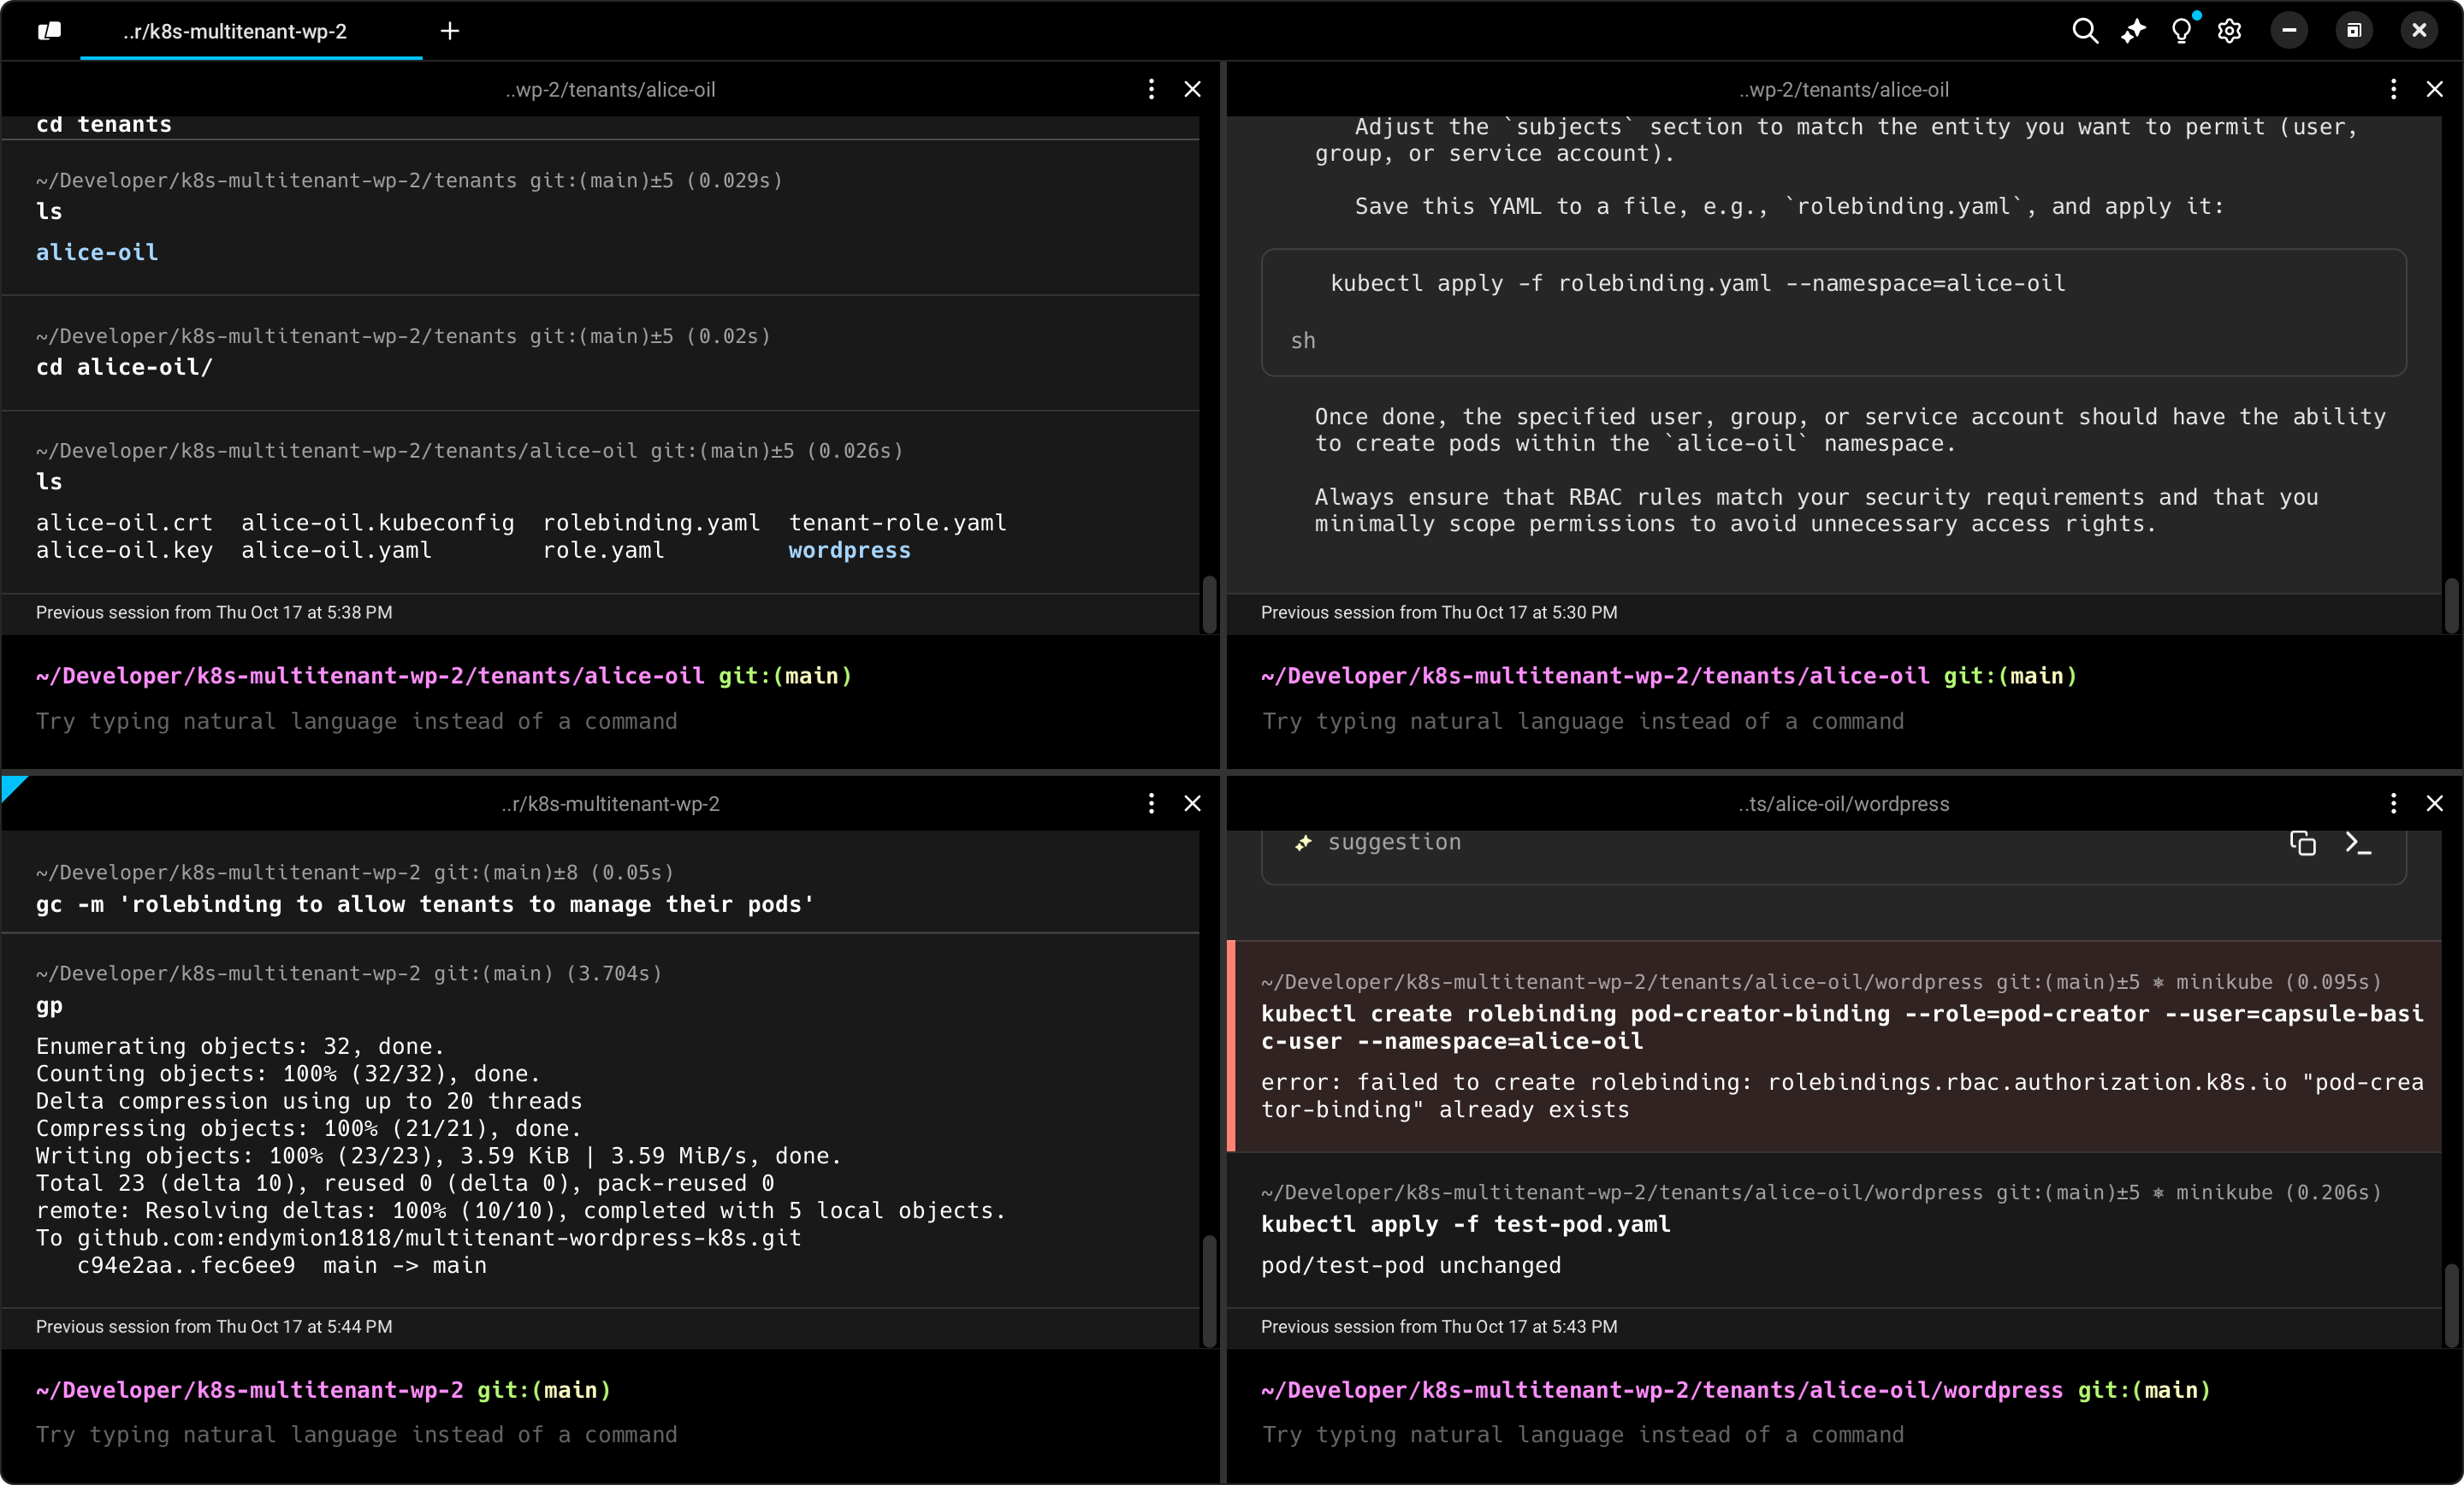 ..r/k8s-multitenant-wp-2
..wp-2/tenants/alice-oil
cd tenants
~/Developer/k8s-multitenant-wp-2/tenants git:(main)±5 (0.029s)
ls
alice-oil
~/Developer/k8s-multitenant-wp-2/tenants git:(main)±5 (0.02s)
cd alice-oil/
~/Developer/k8s-multitenant-wp-2/tenants/alice-oil git:(main)±5 (0.026s)
ls
alice-oil.crt  alice-oil.kubeconfig  rolebinding.yaml  tenant-role.yaml
alice-oil.key  alice-oil.yaml        role.yaml         wordpress
Previous session from Thu Oct 17 at 5:38 PM
~/Developer/k8s-multitenant-wp-2/tenants/alice-oil git:(main)
Try typing natural language instead of a command
..wp-2/tenants/alice-oil
Adjust the `subjects` section to match the entity you want to permit (user,
group, or service account).
Save this YAML to a file, e.g., `rolebinding.yaml`, and apply it:
kubectl apply -f rolebinding.yaml --namespace=alice-oil
sh
Once done, the specified user, group, or service account should have the ability
to create pods within the `alice-oil` namespace.
Always ensure that RBAC rules match your security requirements and that you
minimally scope permissions to avoid unnecessary access rights.
Previous session from Thu Oct 17 at 5:30 PM
~/Developer/k8s-multitenant-wp-2/tenants/alice-oil git:(main)
Try typing natural language instead of a command
..r/k8s-multitenant-wp-2
~/Developer/k8s-multitenant-wp-2 git:(main)±8 (0.05s)
gc -m 'rolebinding to allow tenants to manage their pods'
~/Developer/k8s-multitenant-wp-2 git:(main) (3.704s)
gp
Enumerating objects: 32, done.
Counting objects: 100% (32/32), done.
Delta compression using up to 20 threads
Compressing objects: 100% (21/21), done.
Writing objects: 100% (23/23), 3.59 KiB | 3.59 MiB/s, done.
Total 23 (delta 10), reused 0 (delta 0), pack-reused 0
remote: Resolving deltas: 100% (10/10), completed with 5 local objects.
To github.com:endymion1818/multitenant-wordpress-k8s.git
   c94e2aa..fec6ee9  main -> main
Previous session from Thu Oct 17 at 5:44 PM
~/Developer/k8s-multitenant-wp-2 git:(main)
Try typing natural language instead of a command
..ts/alice-oil/wordpress
suggestion
~/Developer/k8s-multitenant-wp-2/tenants/alice-oil/wordpress git:(main)±5 ⎈ minikube (0.095s)
kubectl create rolebinding pod-creator-binding --role=pod-creator --user=capsule-basi
c-user --namespace=alice-oil
error: failed to create rolebinding: rolebindings.rbac.authorization.k8s.io "pod-crea
tor-binding" already exists
~/Developer/k8s-multitenant-wp-2/tenants/alice-oil/wordpress git:(main)±5 ⎈ minikube (0.206s)
kubectl apply -f test-pod.yaml
pod/test-pod unchanged
Previous session from Thu Oct 17 at 5:43 PM
~/Developer/k8s-multitenant-wp-2/tenants/alice-oil/wordpress git:(main)
Try typing natural language instead of a command